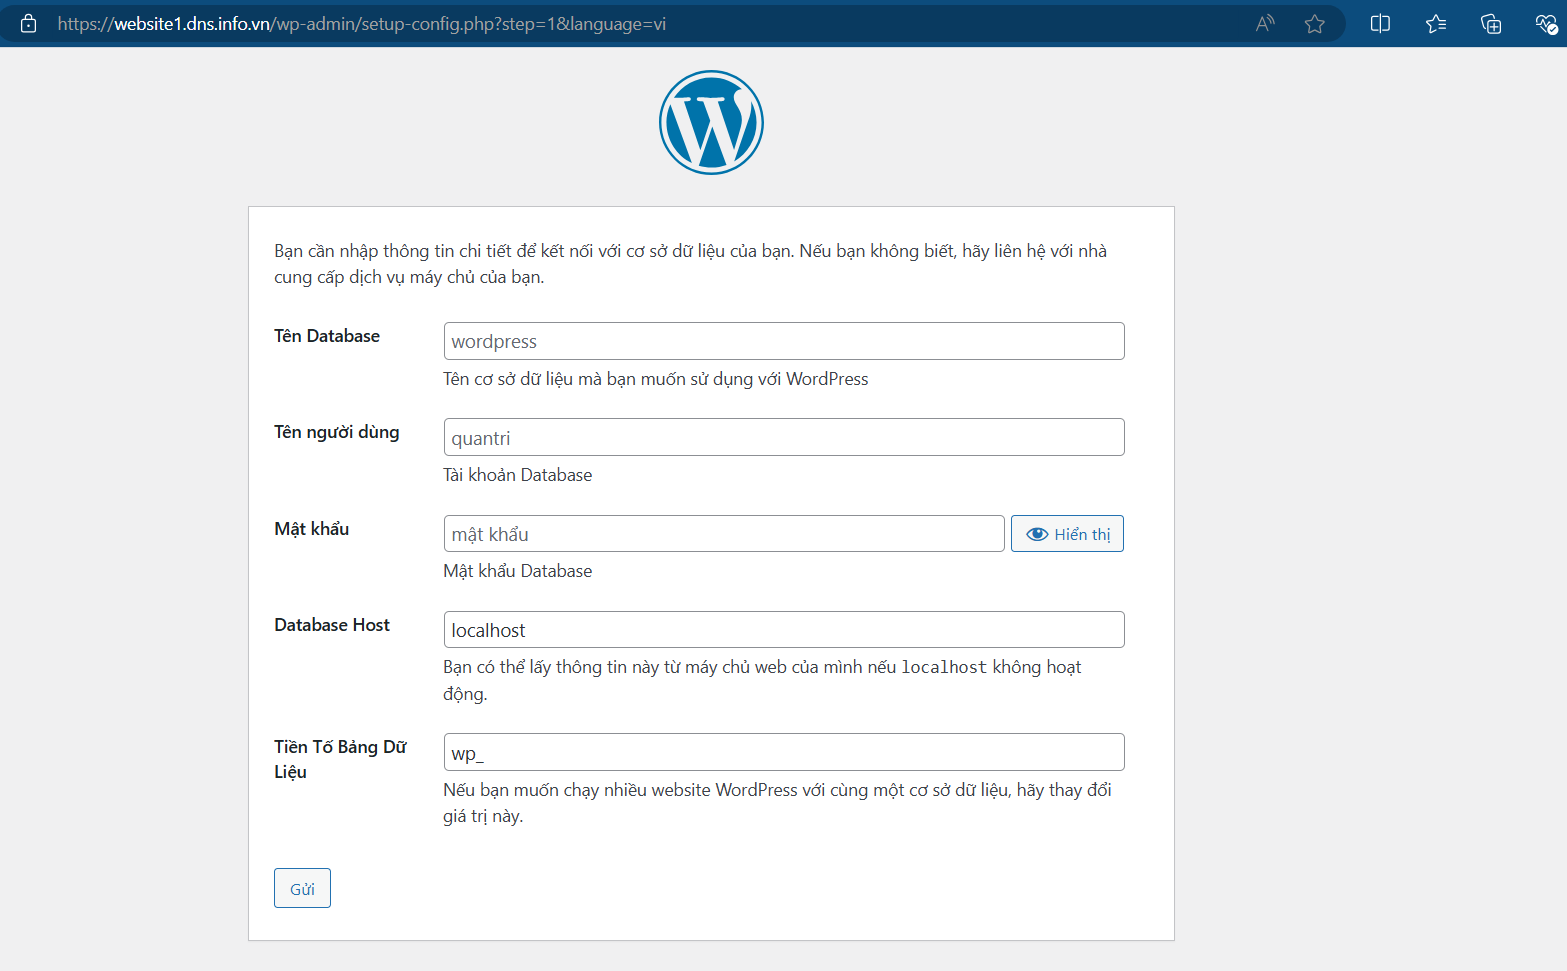 https://website1.dns.info.vn/wp-admin/setup-config.php?step=1&language=vi
Bạn cần nhập thông tin chi tiết để kết nối với cơ sở dữ liệu của bạn. Nếu bạn không biết, hãy liên hệ với nhà
cung cấp dịch vụ máy chủ của bạn.
Tên Database
wordpress
Tên cơ sở dữ liệu mà bạn muốn sử dụng với WordPress
Tên người dùng
quantri
Tài khoản Database
Mật khẩu
mật khẩu
Hiển thị
Mật khẩu Database
Database Host
localhost
Bạn có thể lấy thông tin này từ máy chủ web của mình nếu localhost không hoạt
động.
Tiền Tố Bảng Dữ
Liệu
wp_
Nếu bạn muốn chạy nhiều website WordPress với cùng một cơ sở dữ liệu, hãy thay đổi
giá trị này.
Gửi